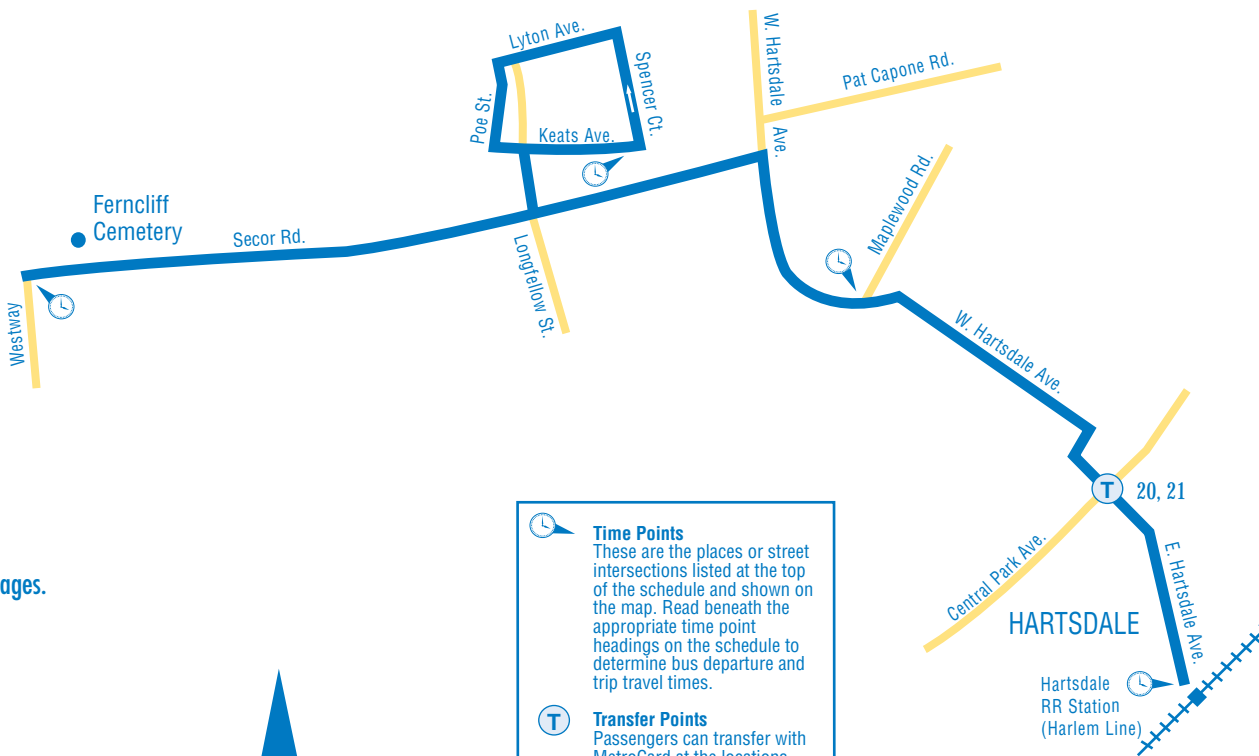 Lyton Ave.
Spencer Ct.
Poe St.
Keats Ave.
W. Hartsdale Ave.
Pat Capone Rd.
Maplewood Rd.
Ferncliff
Cemetery
Secor Rd.
Westway
Longfellow St.
W. Hartsdale Ave.
T 20, 21
Central Park Ave.
E. Hartsdale Ave.
HARTSDALE
Hartsdale
RR Station
(Harlem Line)
ages.
Time Points
These are the places or street
intersections listed at the top
of the schedule and shown on
the map. Read beneath the
appropriate time point
headings on the schedule to
determine bus departure and
trip travel times.
T Transfer Points
Passengers can transfer with
MetroCard at the locations